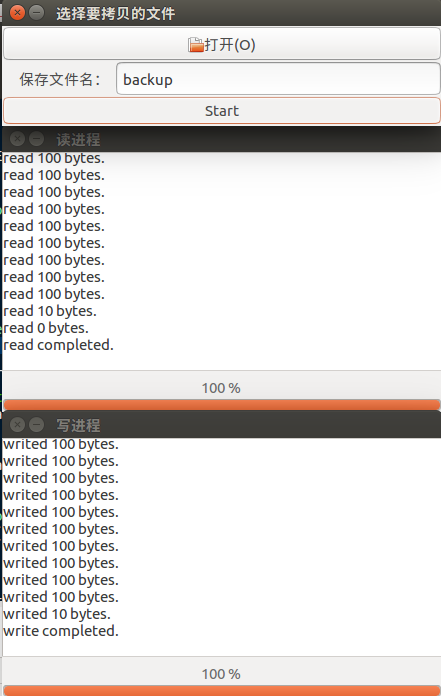 选择要拷贝的文件
打开(O)
保存文件名: backup
Start
读进程
read 100 bytes.
read 100 bytes.
read 100 bytes.
read 100 bytes.
read 100 bytes.
read 100 bytes.
read 100 bytes.
read 100 bytes.
read 100 bytes.
read 10 bytes.
read 0 bytes.
read completed.
100 %
写进程
writed 100 bytes.
writed 100 bytes.
writed 100 bytes.
writed 100 bytes.
writed 100 bytes.
writed 100 bytes.
writed 100 bytes.
writed 100 bytes.
writed 100 bytes.
writed 100 bytes.
writed 10 bytes.
write completed.
100 %